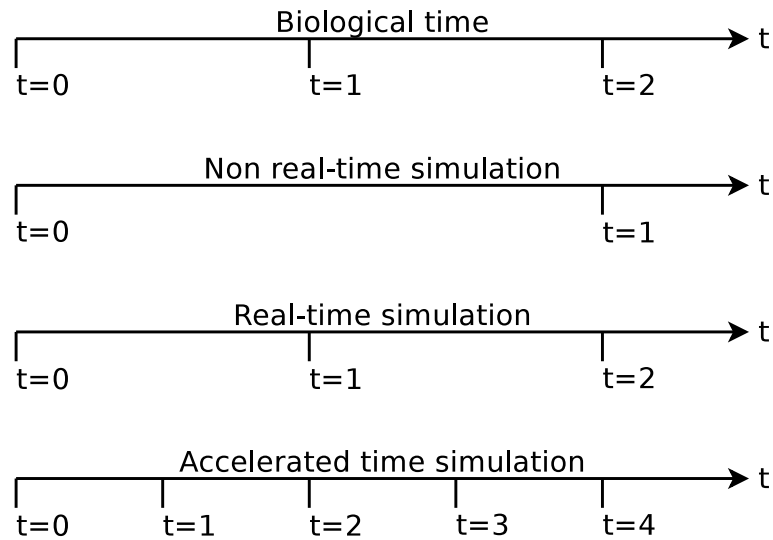 Biological time
t
t=0 t=1 t=2
Non real-time simulation
t
t=0 t=1
Real-time simulation
t
t=0 t=1 t=2
Accelerated time simulation
t
t=0 t=1 t=2 t=3 t=4